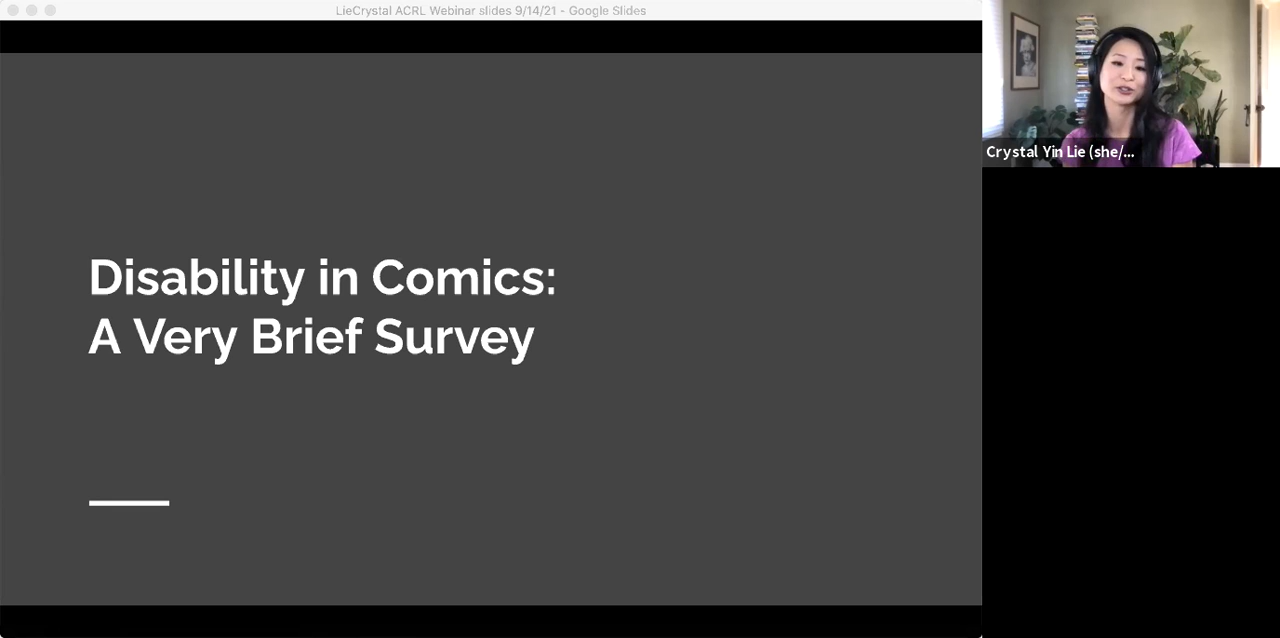 LieCrystal ACRL Webinar slides 9/14/21 - Google Slides
Disability in Comics:
A Very Brief Survey
Crystal Yin Lie (she/...